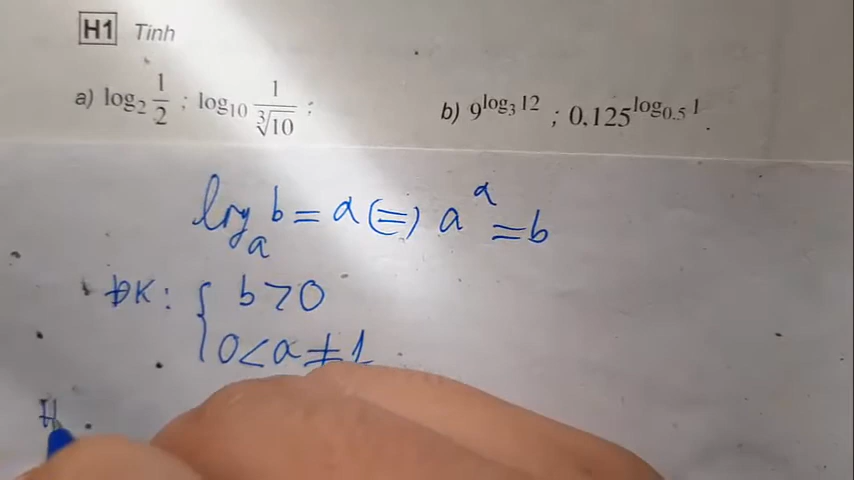 H1 Tính
a) log₂ 1/2 ; log₁₀ 1/∛10 ; b) 9^(log₃ 12) ; 0.125^(log₀.₅ 1).
logₐ b = α ⇔ a^α = b
ĐK: { b > 0
0 < a ≠ 1
H